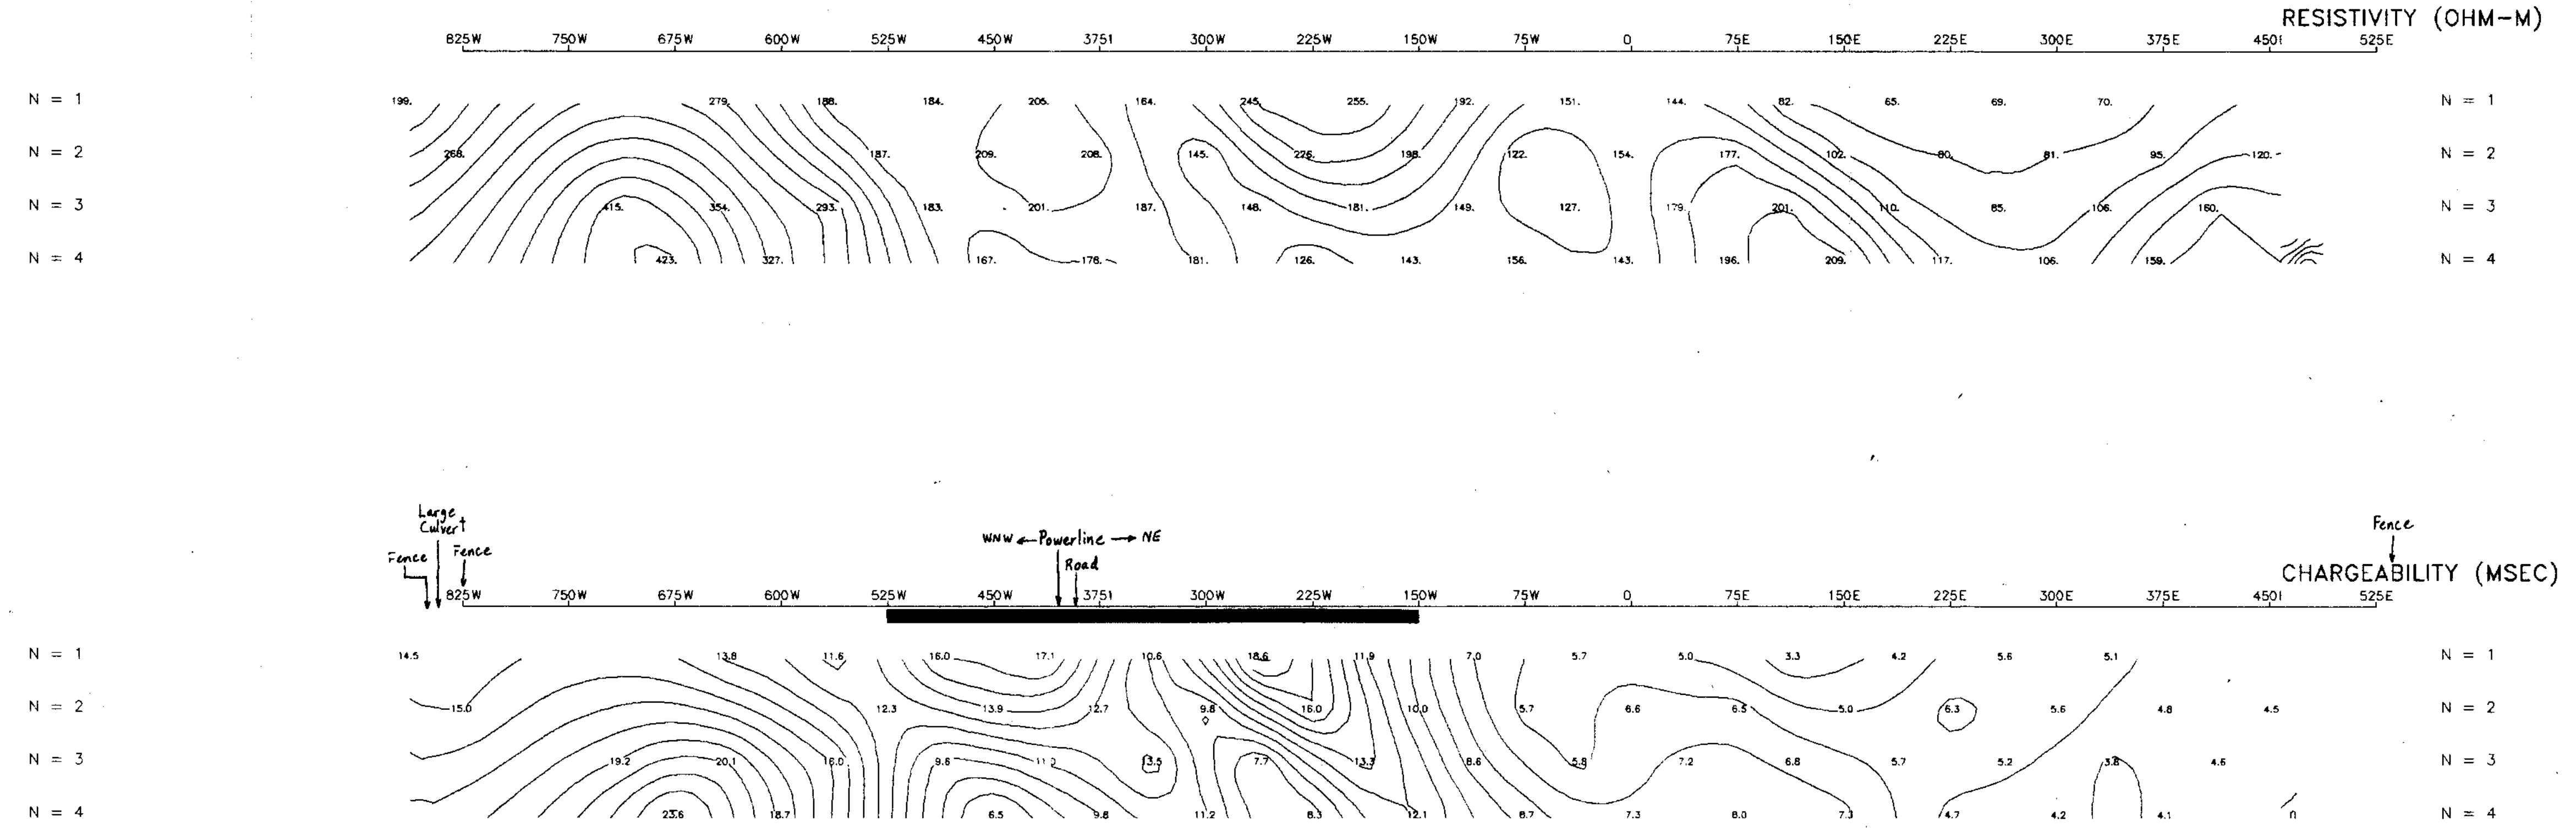 RESISTIVITY (OHM-M)
825W 750W 675W 600W 525W 450W 3751 300W 225W 150W 75W 0 75E 150E 225E 300E 375E 450I 525E
N = 1 199. 279. 188. 184. 205. 164. 245. 255. 192. 151. 144. 82. 65. 69. 70. N = 1
N = 2 268. 187. 209. 208. 145. 226. 198. 122. 154. 177. 102. 80. 81. 95. 120. N = 2
N = 3 415. 354. 293. 183. 201. 187. 148. 181. 149. 127. 179. 201. 110. 85. 106. 160. N = 3
N = 4 423. 327. 167. 176. 181. 126. 143. 156. 143. 196. 209. 117. 106. 159. N = 4
Large
Culvert
Fence Fence
WNW ← Powerline → NE
Road
Fence
CHARGEABILITY (MSEC)
825W 750W 675W 600W 525W 450W 3751 300W 225W 150W 75W 0 75E 150E 225E 300E 375E 450I 525E
N = 1 14.5 13.8 11.6 16.0 17.1 10.6 18.6 11.9 7.0 5.7 5.0 3.3 4.2 5.6 5.1 N = 1
N = 2 15.0 12.3 13.9 12.7 9.8 16.0 10.0 5.7 6.6 6.5 5.0 6.3 5.6 4.8 4.5 N = 2
N = 3 19.2 20.1 16.0 9.6 11.0 13.5 7.7 13.3 8.6 5.8 7.2 6.8 5.7 5.2 3.8 4.6 N = 3
N = 4 23.6 18.7 6.5 9.8 11.2 8.3 12.1 8.7 7.3 8.0 7.3 4.7 4.2 4.1 N = 4